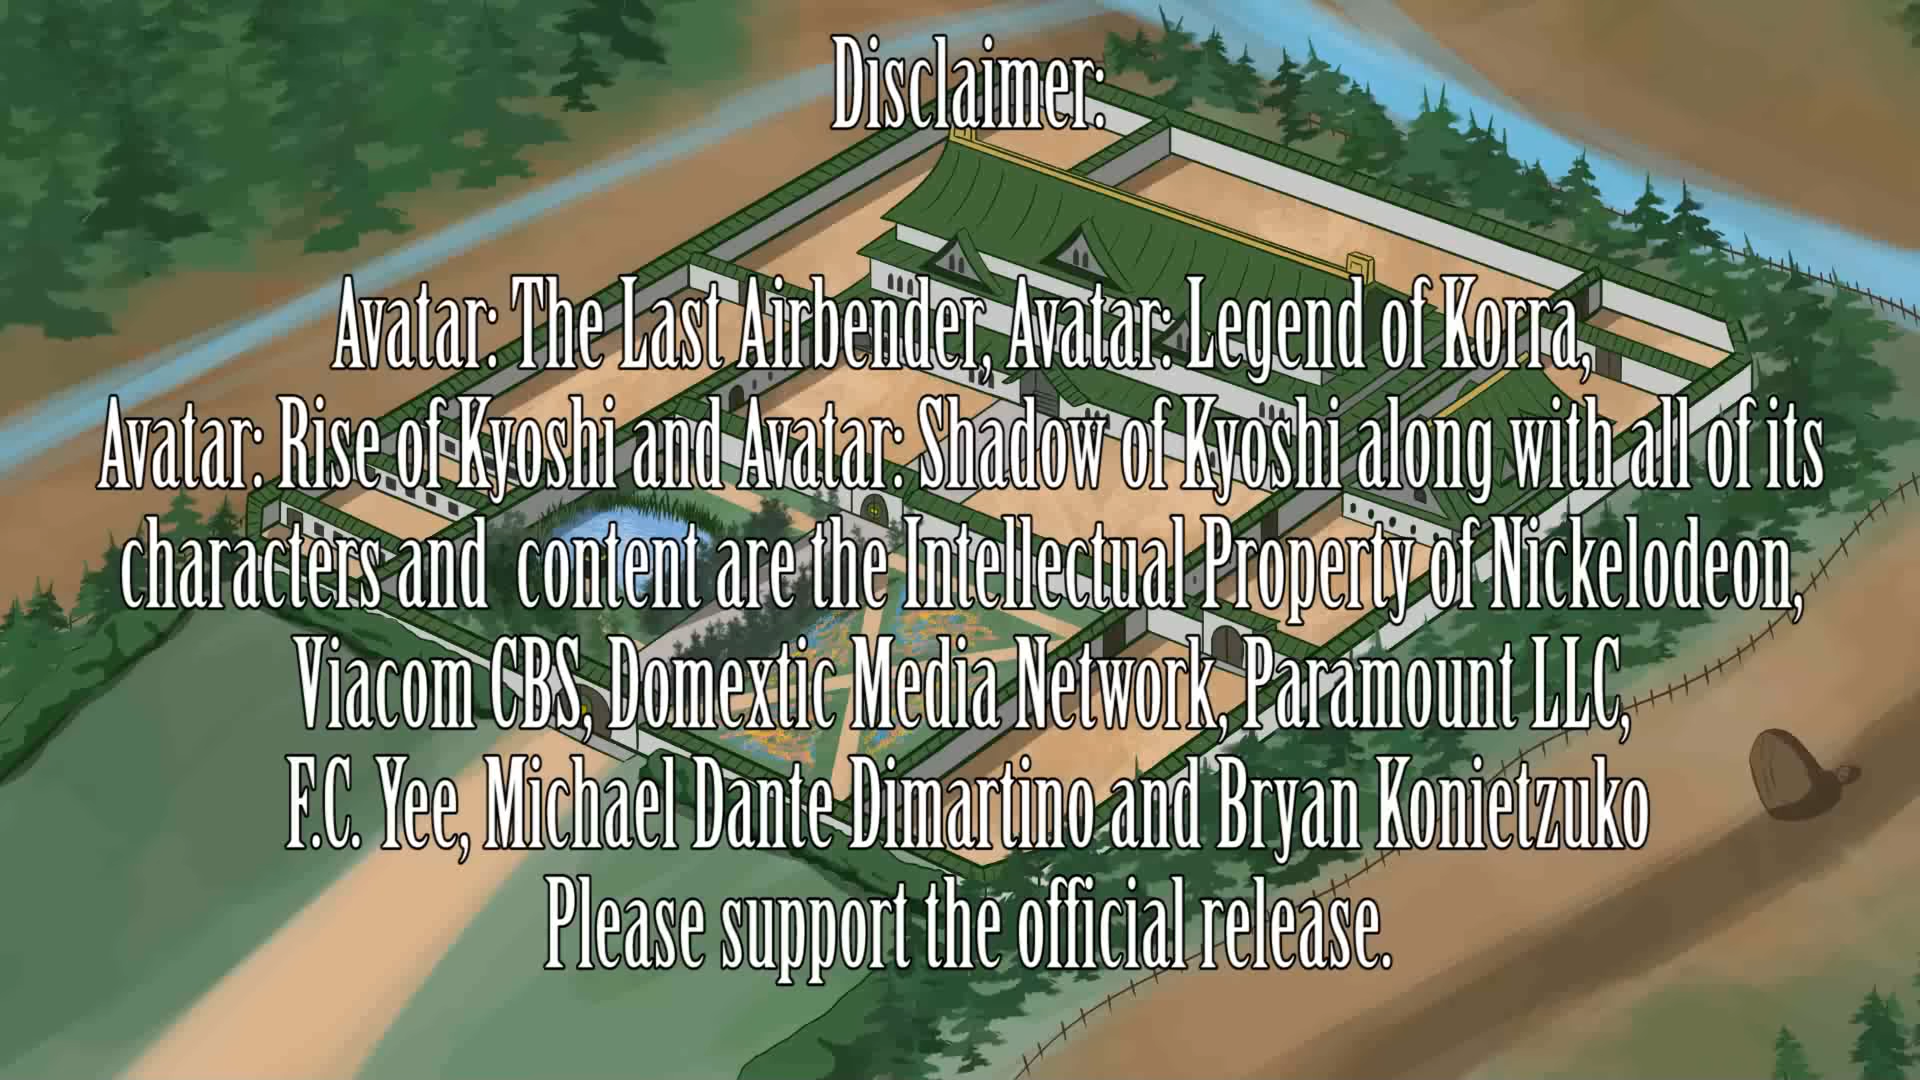 Disclaimer:
Avatar: The Last Airbender, Avatar: Legend of Korra,
Avatar: Rise of Kyoshi and Avatar: Shadow of Kyoshi along with all of its
characters and  content are the Intellectual Property of Nickelodeon,
Viacom CBS, Domextic Media Network, Paramount LLC,
F.C. Yee, Michael Dante Dimartino and Bryan Konietzuko
Please support the official release.